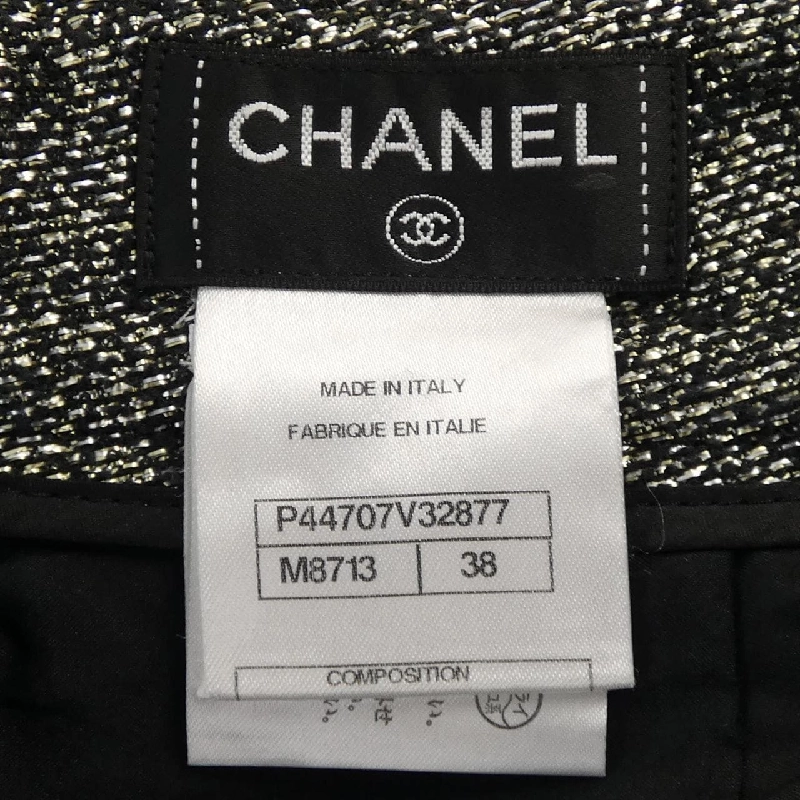 CHANEL
MADE IN ITALY
FABRIQUE EN ITALIE
P44707V32877
M8713 38
COMPOSITION